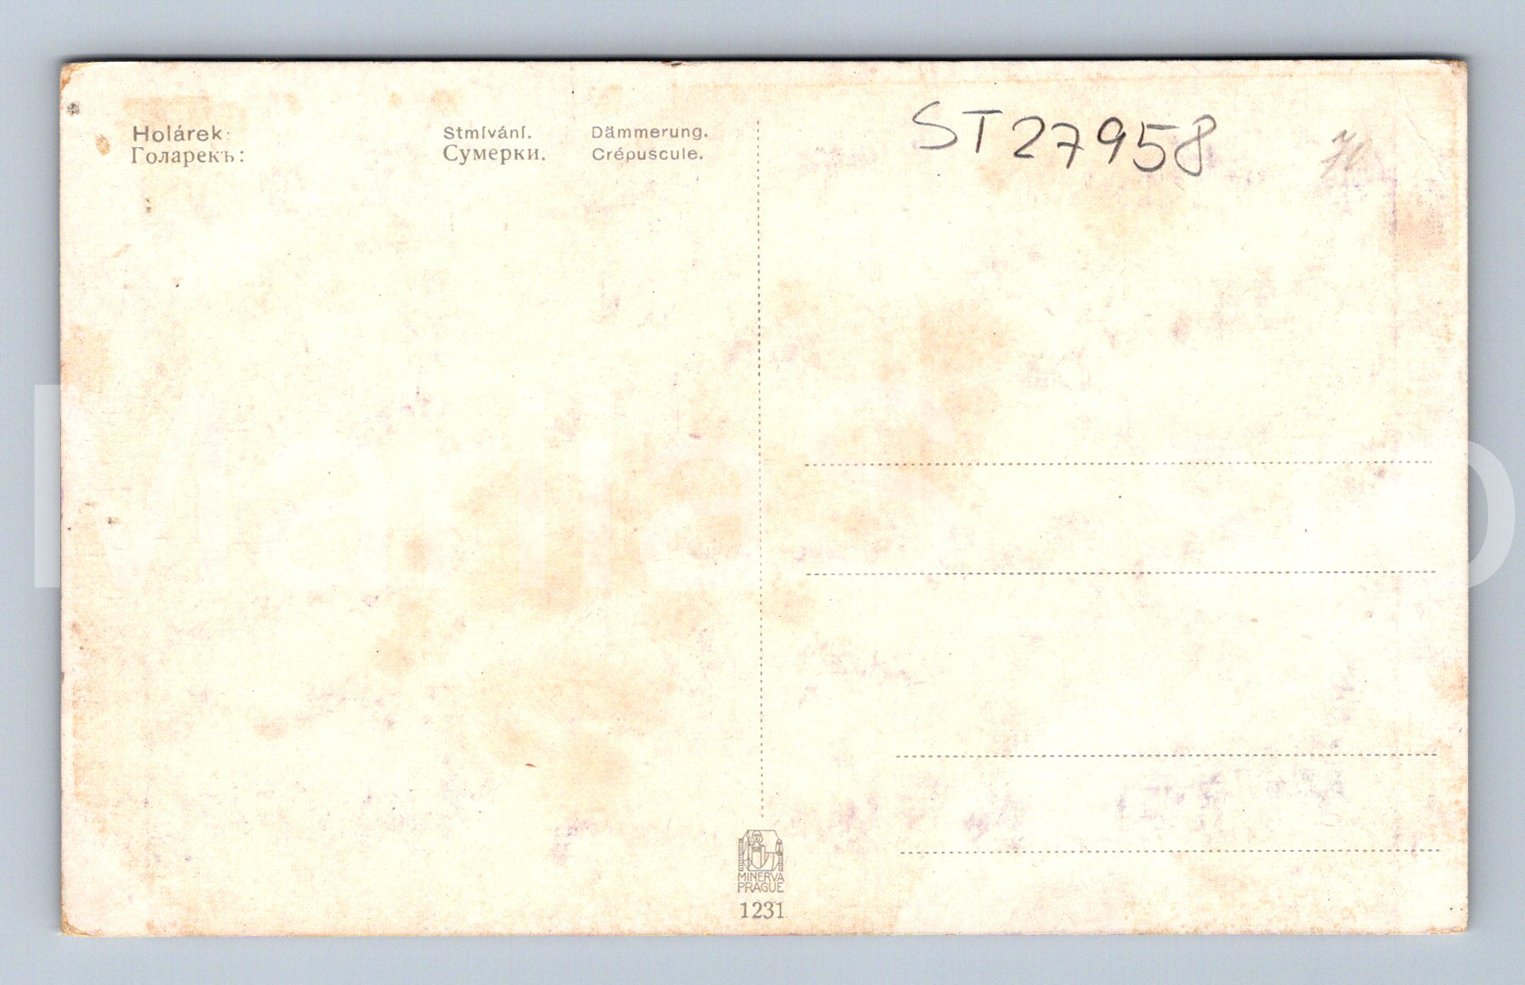 Holárek:
Голарекъ:
Stmívání.
Сумерки.
Dämmerung.
Crépuscule.
ST27958
MINERVA
PRAGUE
1231